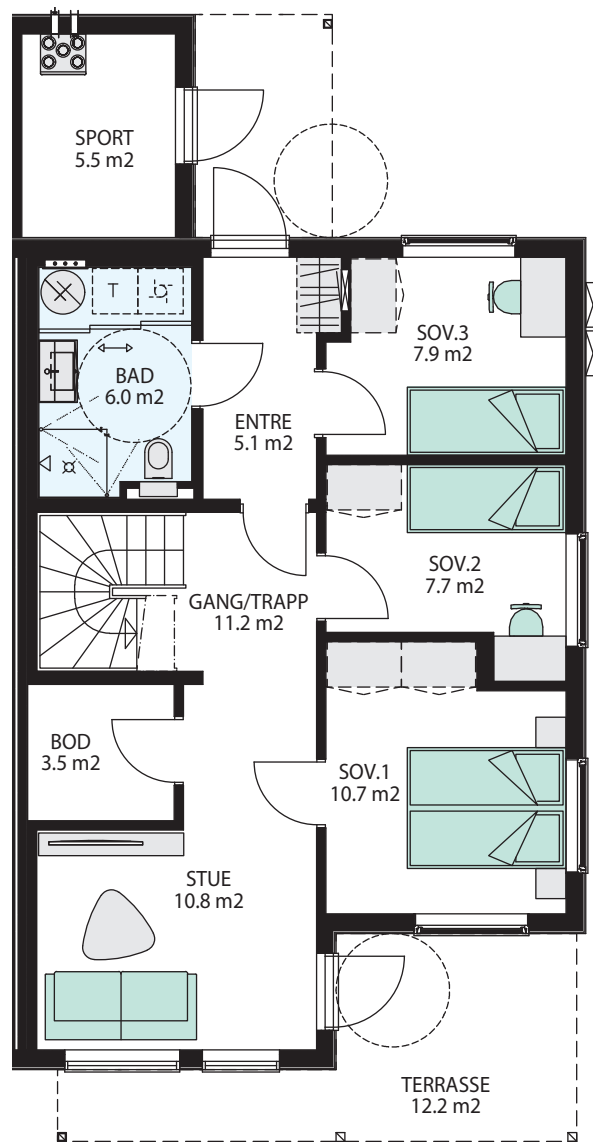 SPORT
5.5 m2
SOV.3
7.9 m2
T
BAD
6.0 m2
ENTRE
5.1 m2
SOV.2
7.7 m2
GANG/TRAPP
11.2 m2
BOD
3.5 m2
SOV.1
10.7 m2
STUE
10.8 m2
TERRASSE
12.2 m2